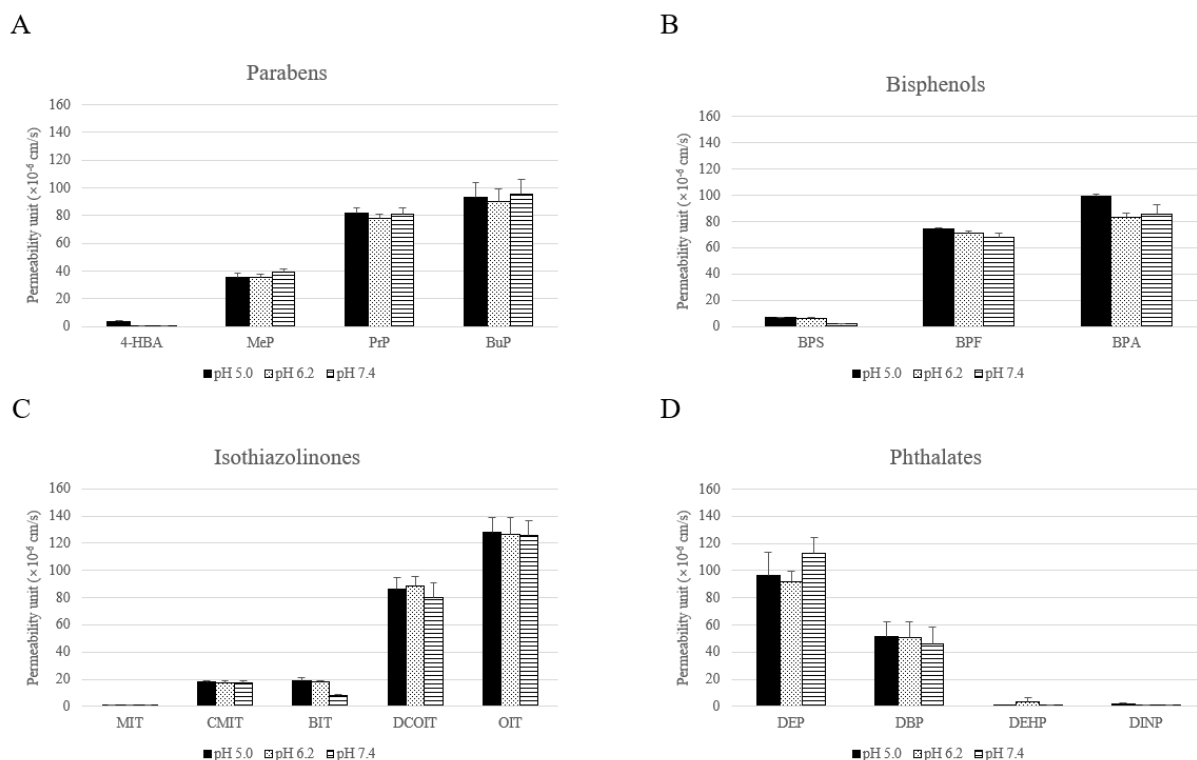 A
Parabens
Permeability unit (×10⁻⁶ cm/s)
160
140
120
100
80
60
40
20
0
4-HBA MeP PrP BuP
pH 5.0 pH 6.2 pH 7.4
B
Bisphenols
Permeability unit (×10⁻⁶ cm/s)
160
140
120
100
80
60
40
20
0
BPS BPF BPA
pH 5.0 pH 6.2 pH 7.4
C
Isothiazolinones
Permeability unit (×10⁻⁶ cm/s)
160
140
120
100
80
60
40
20
0
MIT CMIT BIT DCOIT OIT
pH 5.0 pH 6.2 pH 7.4
D
Phthalates
Permeability unit (×10⁻⁶ cm/s)
160
140
120
100
80
60
40
20
0
DEP DBP DEHP DINP
pH 5.0 pH 6.2 pH 7.4